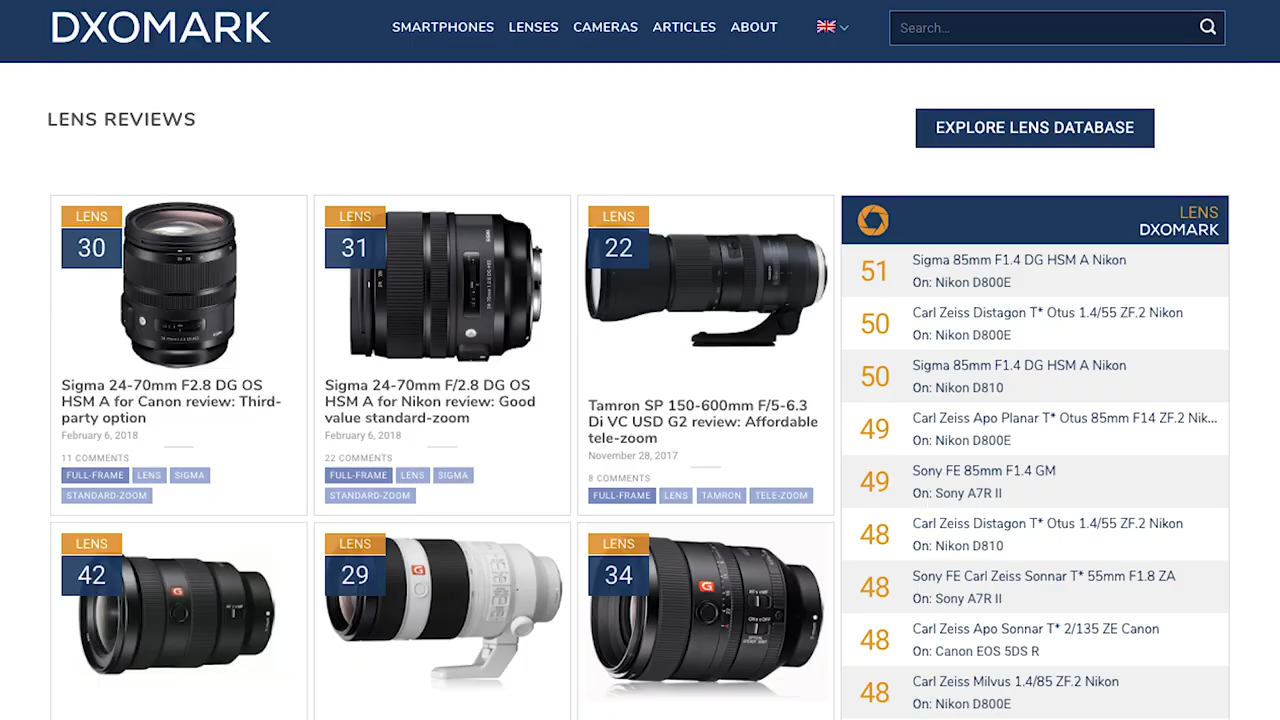 DXOMARK
SMARTPHONES LENSES CAMERAS ARTICLES ABOUT
Search...
LENS REVIEWS
EXPLORE LENS DATABASE
LENS
30
Sigma 24-70mm F2.8 DG OS
HSM A for Canon review: Third-
party option
February 6, 2018
11 COMMENTS
FULL-FRAME LENS SIGMA
STANDARD-ZOOM
LENS
31
Sigma 24-70mm F/2.8 DG OS
HSM A for Nikon review: Good
value standard-zoom
February 6, 2018
22 COMMENTS
FULL-FRAME LENS SIGMA
STANDARD-ZOOM
LENS
22
Tamron SP 150-600mm F/5-6.3
Di VC USD G2 review: Affordable
tele-zoom
November 28, 2017
8 COMMENTS
FULL-FRAME LENS TAMRON TELE-ZOOM
LENS
42
G
LENS
29
G
LENS
34
G
LENS
DXOMARK
51 Sigma 85mm F1.4 DG HSM A Nikon
On: Nikon D800E
50 Carl Zeiss Distagon T* Otus 1.4/55 ZF.2 Nikon
On: Nikon D800E
50 Sigma 85mm F1.4 DG HSM A Nikon
On: Nikon D810
49 Carl Zeiss Apo Planar T* Otus 85mm F14 ZF.2 Nik...
On: Nikon D800E
49 Sony FE 85mm F1.4 GM
On: Sony A7R II
48 Carl Zeiss Distagon T* Otus 1.4/55 ZF.2 Nikon
On: Nikon D810
48 Sony FE Carl Zeiss Sonnar T* 55mm F1.8 ZA
On: Sony A7R II
48 Carl Zeiss Apo Sonnar T* 2/135 ZE Canon
On: Canon EOS 5DS R
48 Carl Zeiss Milvus 1.4/85 ZF.2 Nikon
On: Nikon D800E